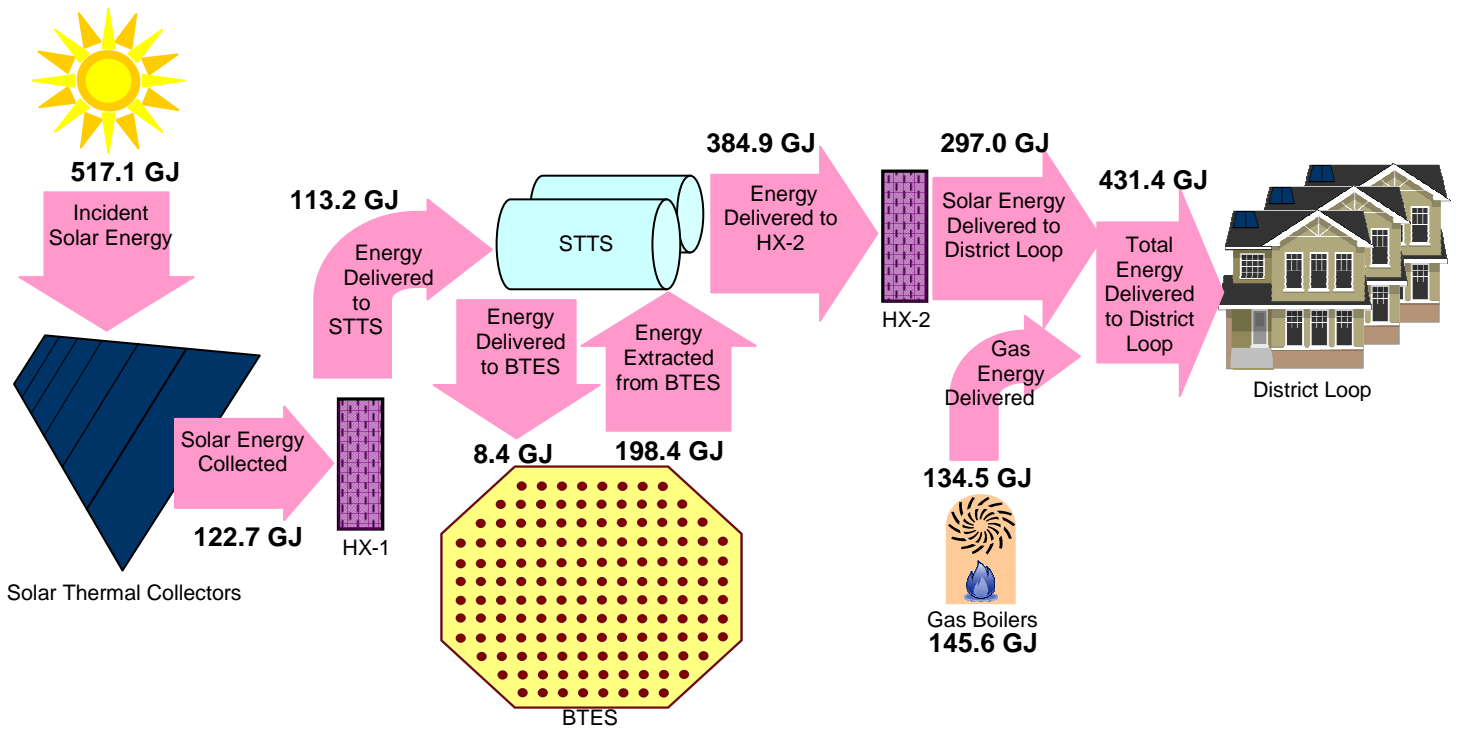 517.1 GJ
Incident
Solar Energy
Solar Thermal Collectors
Solar Energy
Collected
122.7 GJ
HX-1
113.2 GJ
Energy
Delivered
to
STTS
STTS
Energy
Delivered
to BTES
8.4 GJ
Energy
Extracted
from BTES
198.4 GJ
BTES
384.9 GJ
Energy
Delivered to
HX-2
HX-2
297.0 GJ
Solar Energy
Delivered to
District Loop
Gas
Energy
Delivered
134.5 GJ
Gas Boilers
145.6 GJ
431.4 GJ
Total
Energy
Delivered
to District
Loop
District Loop